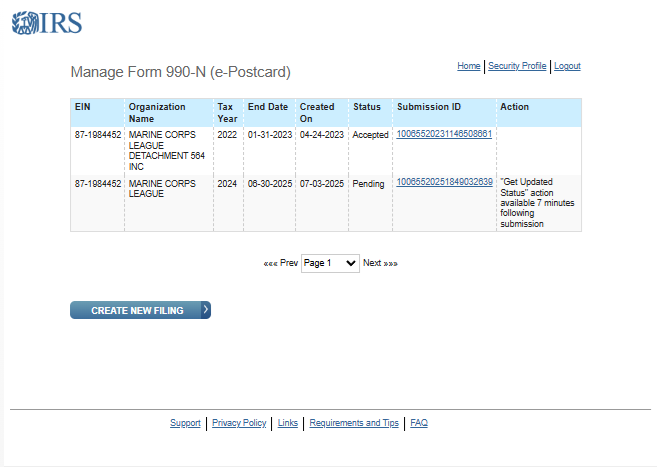 IRS
Home | Security Profile | Logout
Manage Form 990-N (e-Postcard)
EIN Organization Name Tax Year End Date Created On Status Submission ID Action
87-1984452 MARINE CORPS LEAGUE DETACHMENT 564 INC 2022 01-31-2023 04-24-2023 Accepted 10065520231146508661
87-1984452 MARINE CORPS LEAGUE 2024 06-30-2025 07-03-2025 Pending 10065520251849032639 "Get Updated Status" action available 7 minutes following submission
««« Prev Page 1 Next »»»
CREATE NEW FILING
Support | Privacy Policy | Links | Requirements and Tips | FAQ